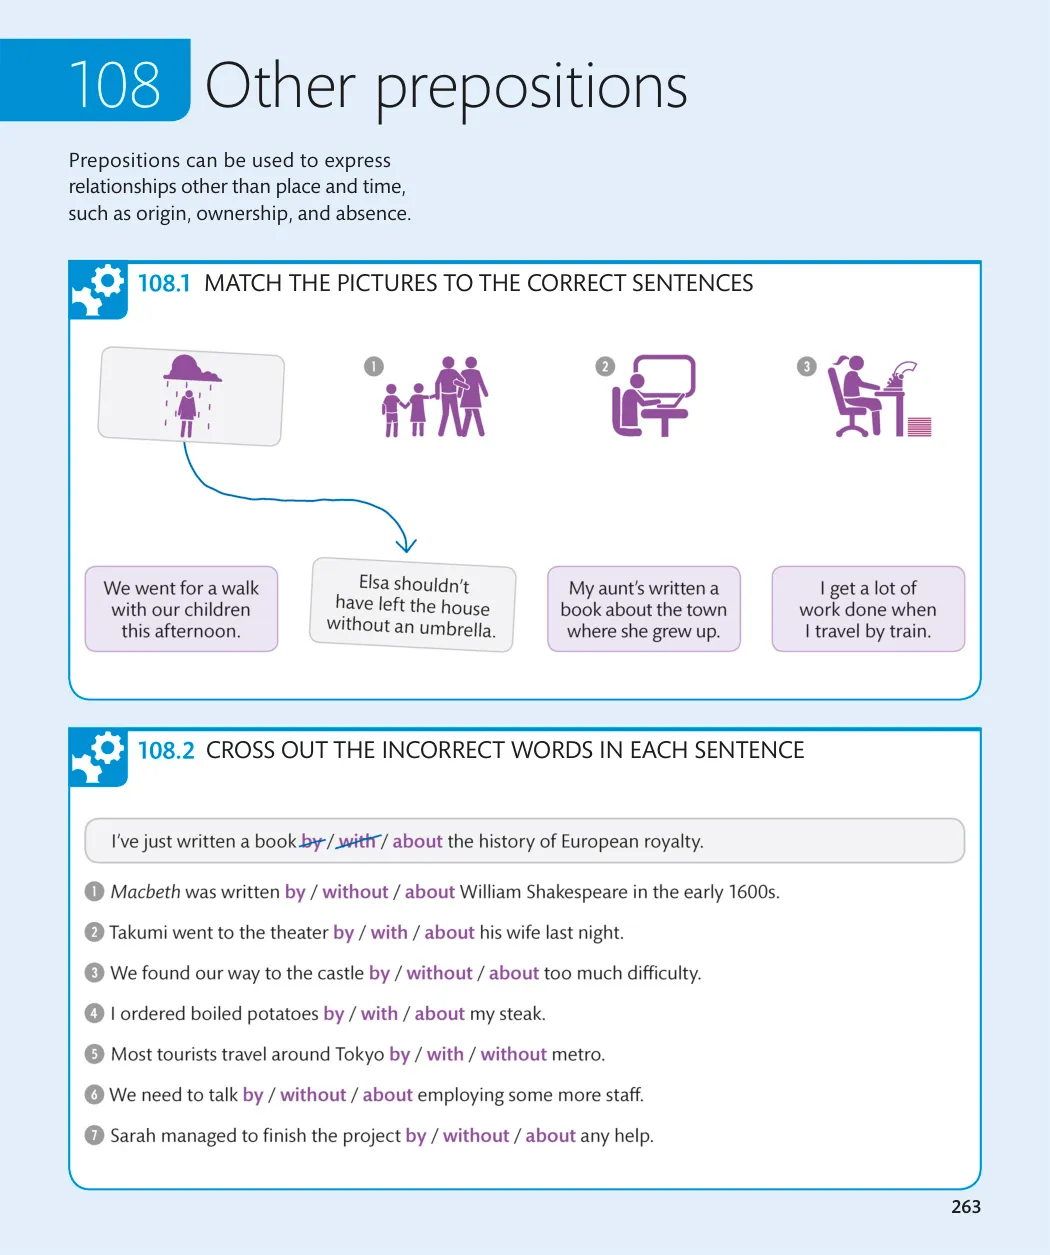 108 Other prepositions
Prepositions can be used to express
relationships other than place and time,
such as origin, ownership, and absence.
108.1 MATCH THE PICTURES TO THE CORRECT SENTENCES
1
2
3
We went for a walk
with our children
this afternoon.
Elsa shouldn't
have left the house
without an umbrella.
My aunt's written a
book about the town
where she grew up.
I get a lot of
work done when
I travel by train.
108.2 CROSS OUT THE INCORRECT WORDS IN EACH SENTENCE
I've just written a book by / with / about the history of European royalty.
1 Macbeth was written by / without / about William Shakespeare in the early 1600s.
2 Takumi went to the theater by / with / about his wife last night.
3 We found our way to the castle by / without / about too much difficulty.
4 I ordered boiled potatoes by / with / about my steak.
5 Most tourists travel around Tokyo by / with / without metro.
6 We need to talk by / without / about employing some more staff.
7 Sarah managed to finish the project by / without / about any help.
263